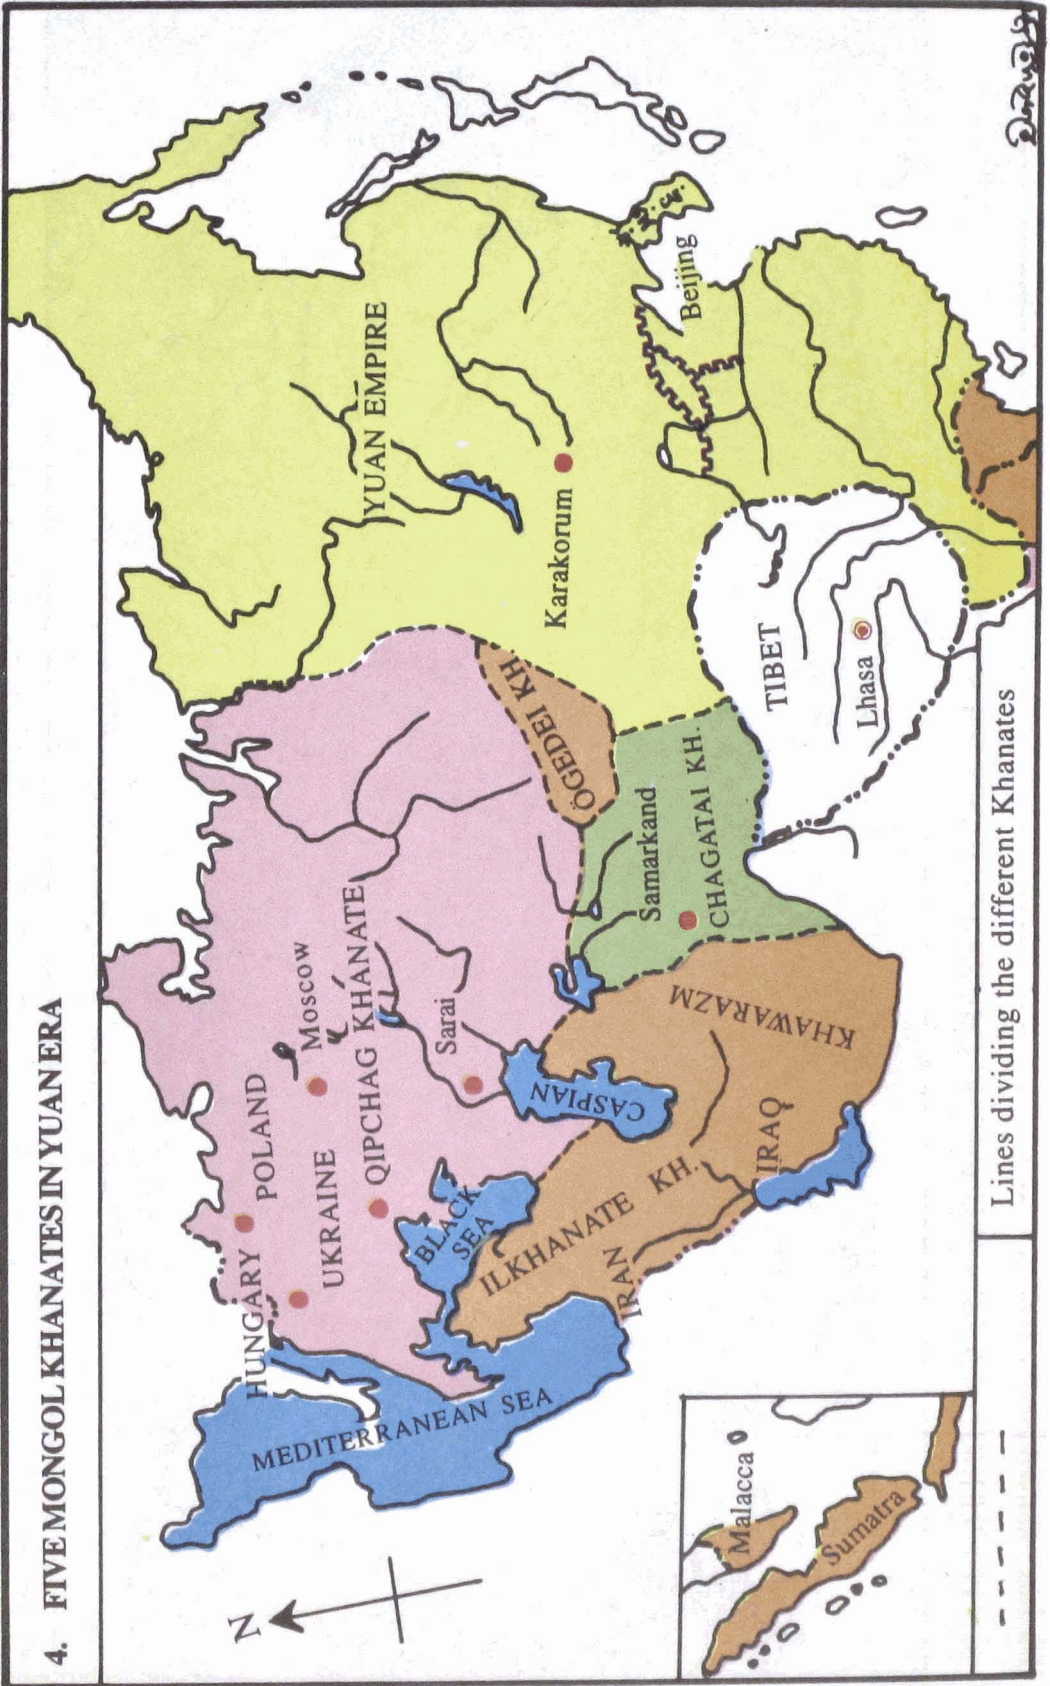 4. FIVE MONGOL KHANATES IN YUAN ERA
N
HUNGARY
POLAND
Moscow
UKRAINE
QIPCHAG KHANATE
Sarai
YUAN EMPIRE
Karakorum
ÖGEDEI KH.
MEDITERRANEAN SEA
BLACK
SEA
CASPIAN
ILKHANATE KH.
IRAN
IRAQ
KHAWARAZM
Samarkand
CHAGATAI KH.
TIBET
Lhasa
Beijing
Malacca
Sumatra
Lines dividing the different Khanates